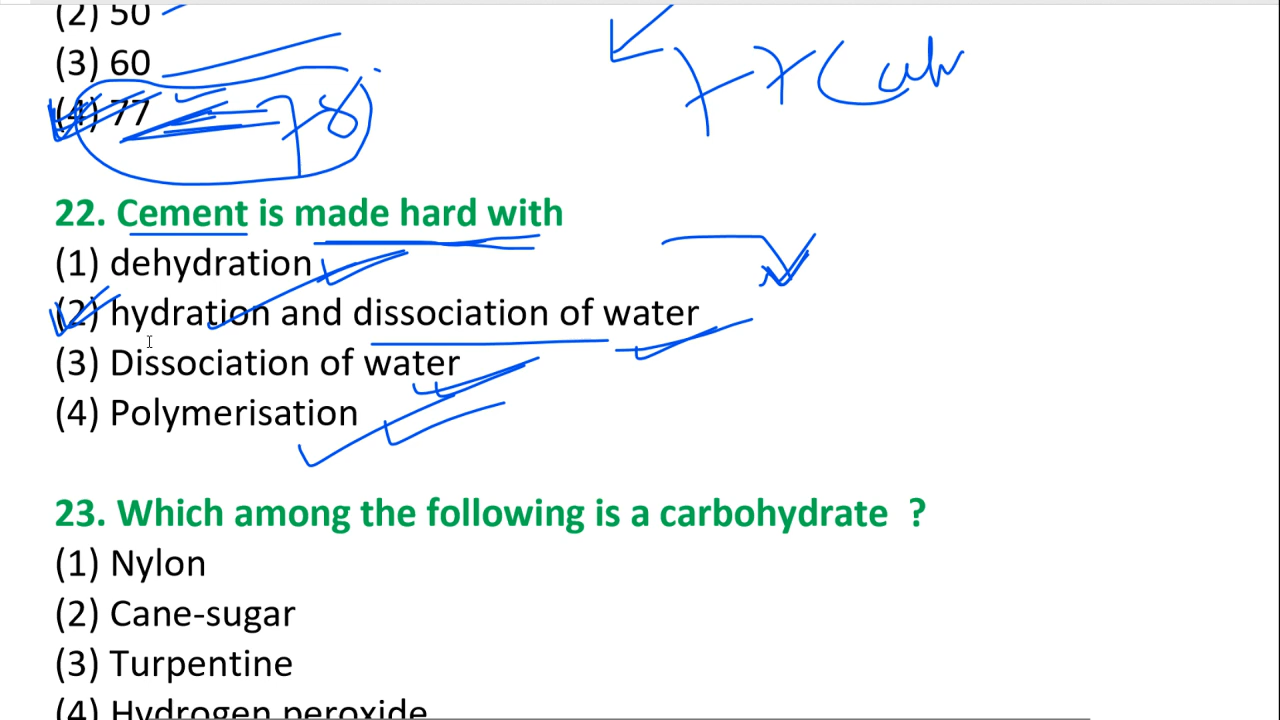 (2) 50
(3) 60
(4) 77
78
22. Cement is made hard with
(1) dehydration
(2) hydration and dissociation of water
(3) Dissociation of water
(4) Polymerisation
23. Which among the following is a carbohydrate ?
(1) Nylon
(2) Cane-sugar
(3) Turpentine
(4) Hydrogen peroxide